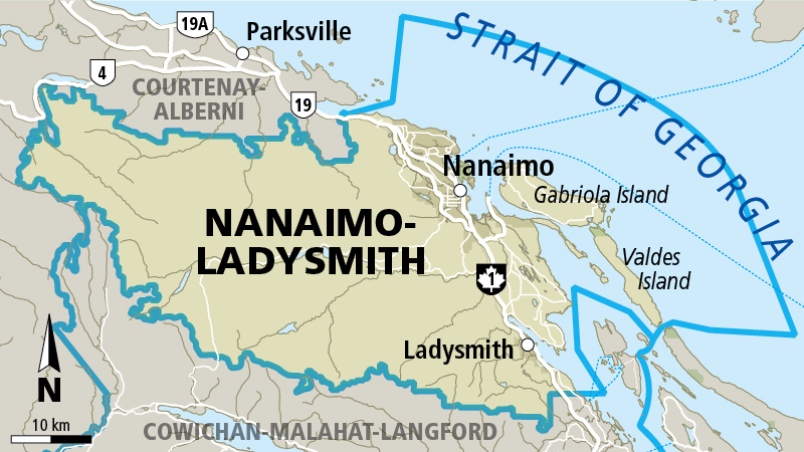 19A
Parksville
STRAIT OF GEORGIA
4
COURTENAY-
ALBERNI
19
Nanaimo
Gabriola Island
NANAIMO-
LADYSMITH
Valdes
Island
1
Ladysmith
N
10 km
COWICHAN-MALAHAT-LANGFORD